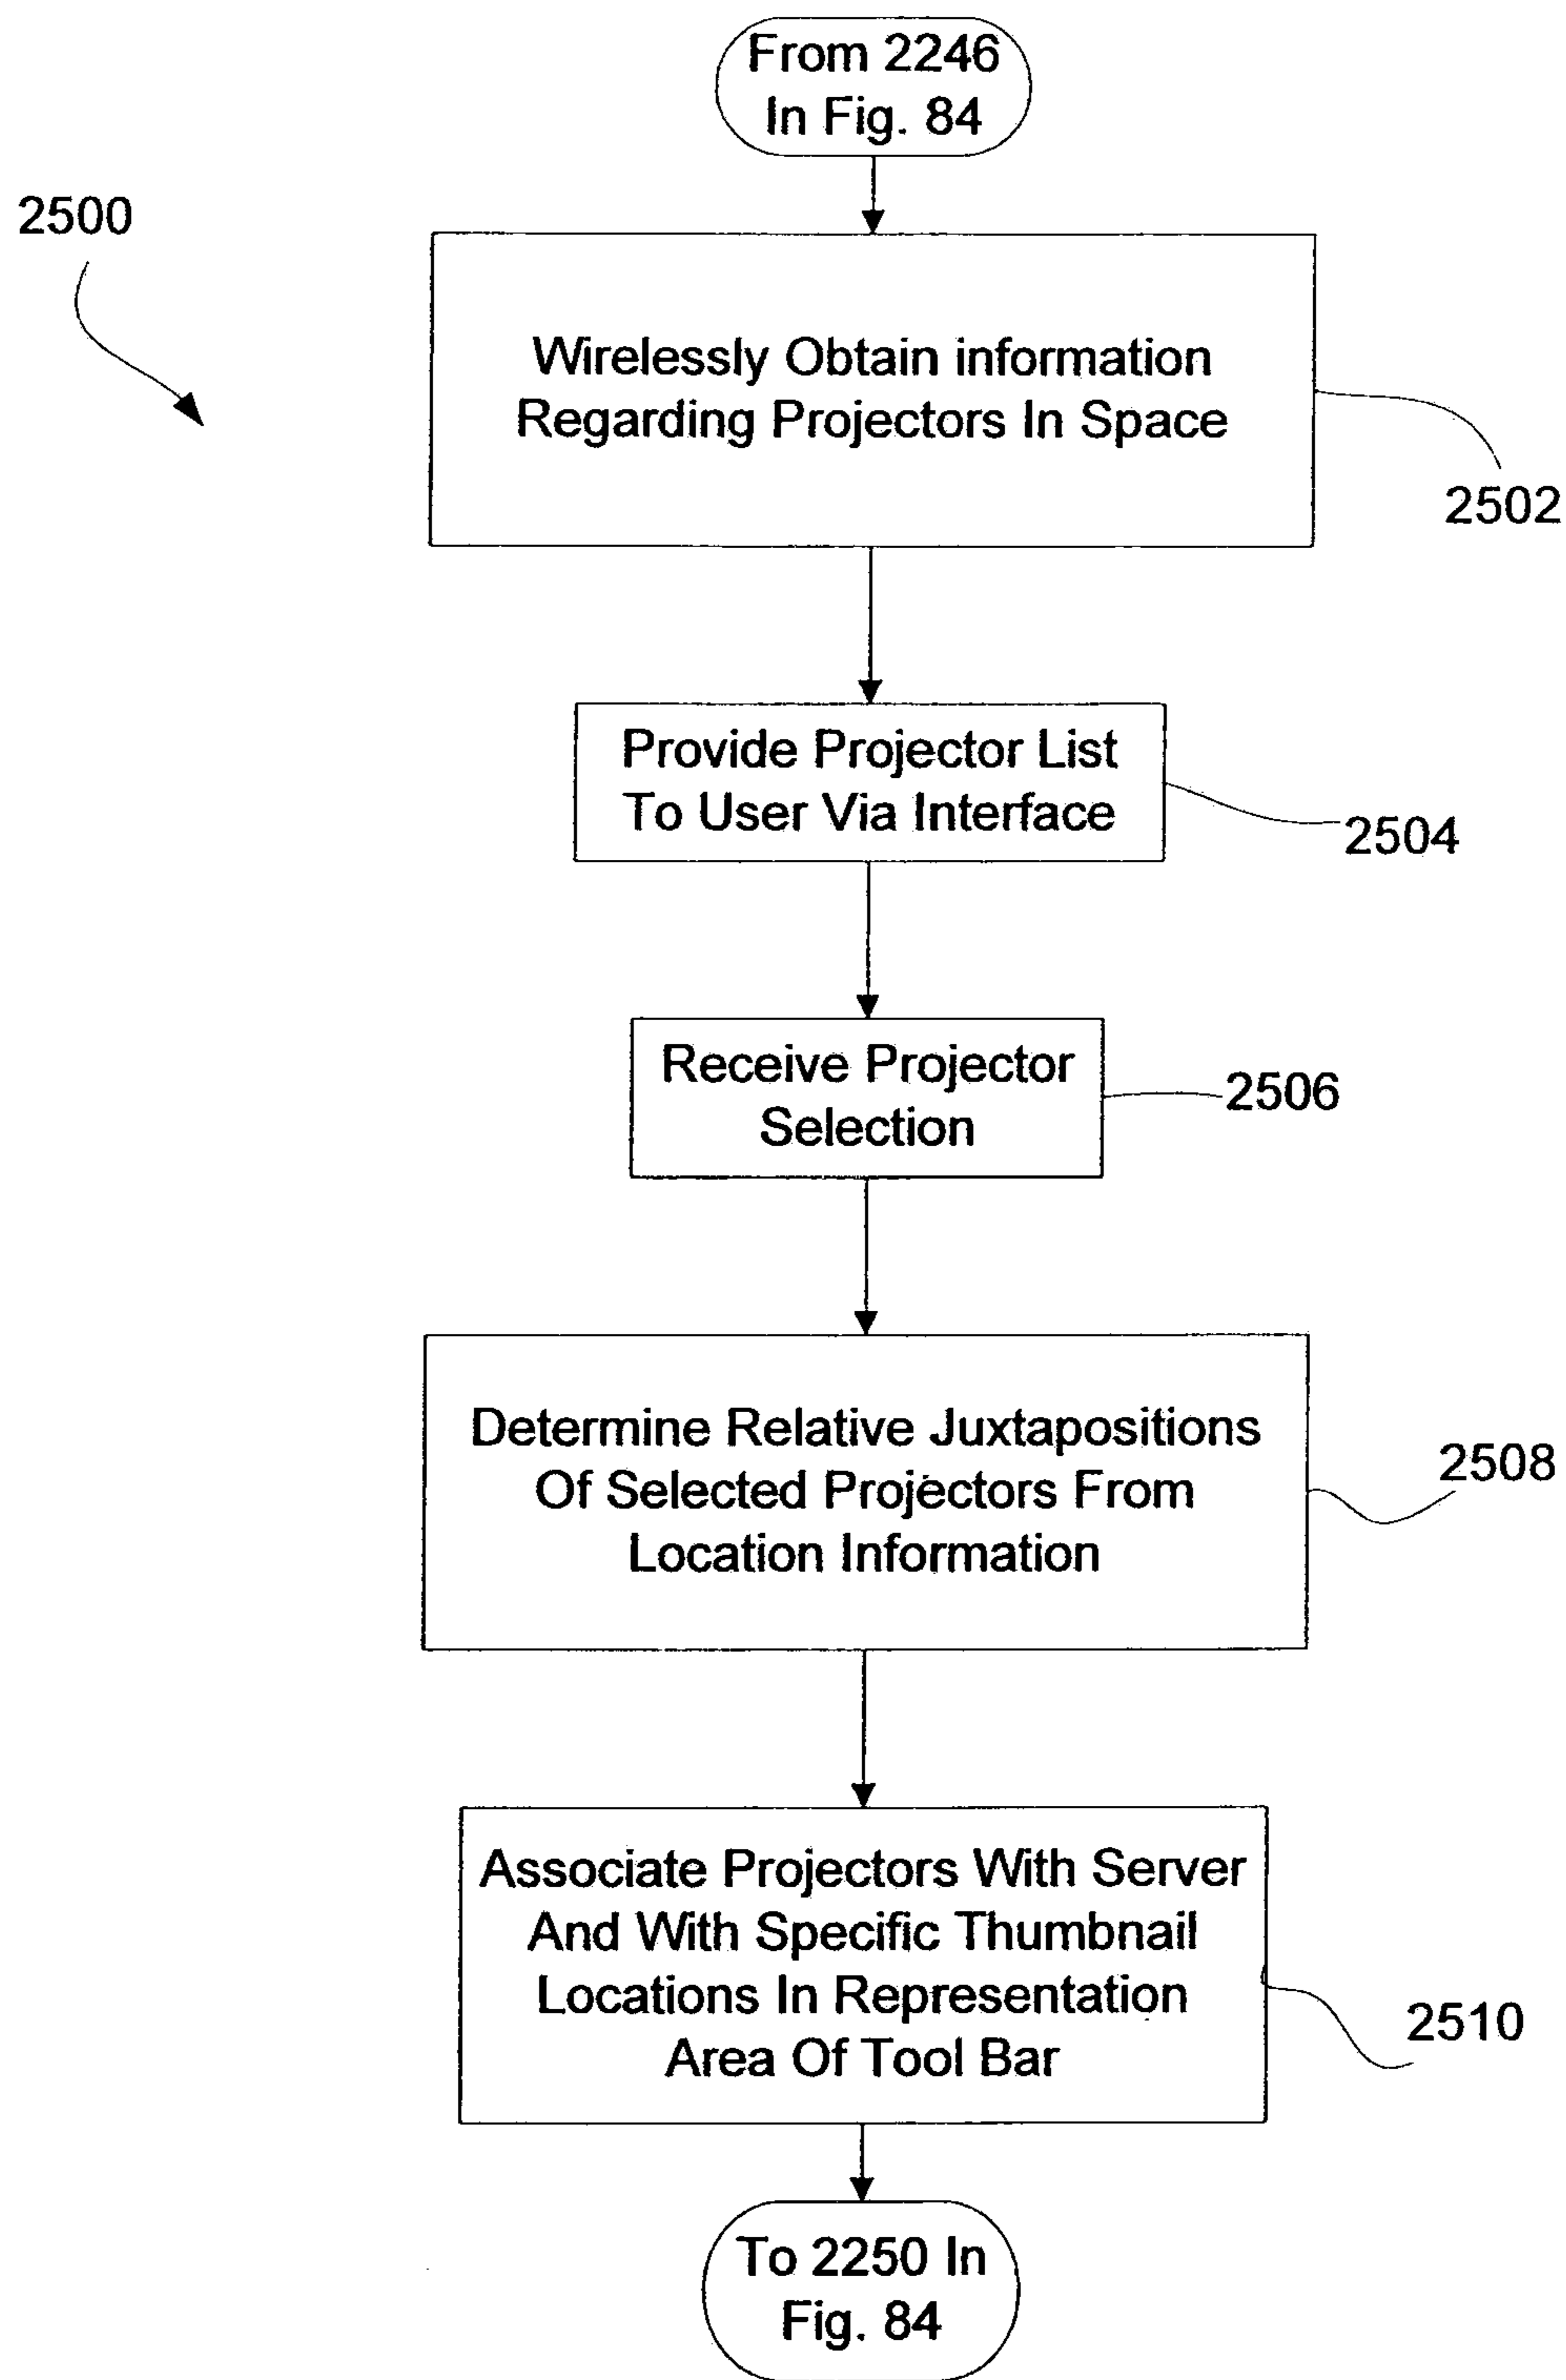 From 2246
In Fig. 84
2500
Wirelessly Obtain information
Regarding Projectors In Space
2502
Provide Projector List
To User Via Interface
2504
Receive Projector
Selection
2506
Determine Relative Juxtapositions
Of Selected Projectors From
Location Information
2508
Associate Projectors With Server
And With Specific Thumbnail
Locations In Representation
Area Of Tool Bar
2510
To 2250 In
Fig. 84